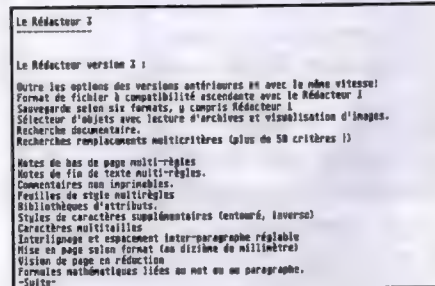 Le Rédacteur 3
Le Rédacteur version 3 :
Outre les options des versions antérieures et avec la même vitesse!
Format de fichier à compatibilité ascendante avec le Rédacteur 1
Sauvegarde selon six formats, y compris Rédacteur 1
Sélecteur d'objets avec lecture d'archives et visualisation d'images.
Recherche documentaire.
Recherches remplacements multicritères (plus de 50 critères !)
Notes de bas de page multi-règles
Notes de fin de texte multi-règles.
Commentaires non imprimables.
Feuilles de style multirègles
Bibliothèques d'attributs.
Styles de caractères supplémentaires (entouré, inverse)
Caractères multitailles
Interlignage et espacement inter-paragraphe réglable
Mise en page selon format (au dizième de millimètre)
Vision de page en réduction
Formules mathématiques liées au mot ou au paragraphe.
-Suite-